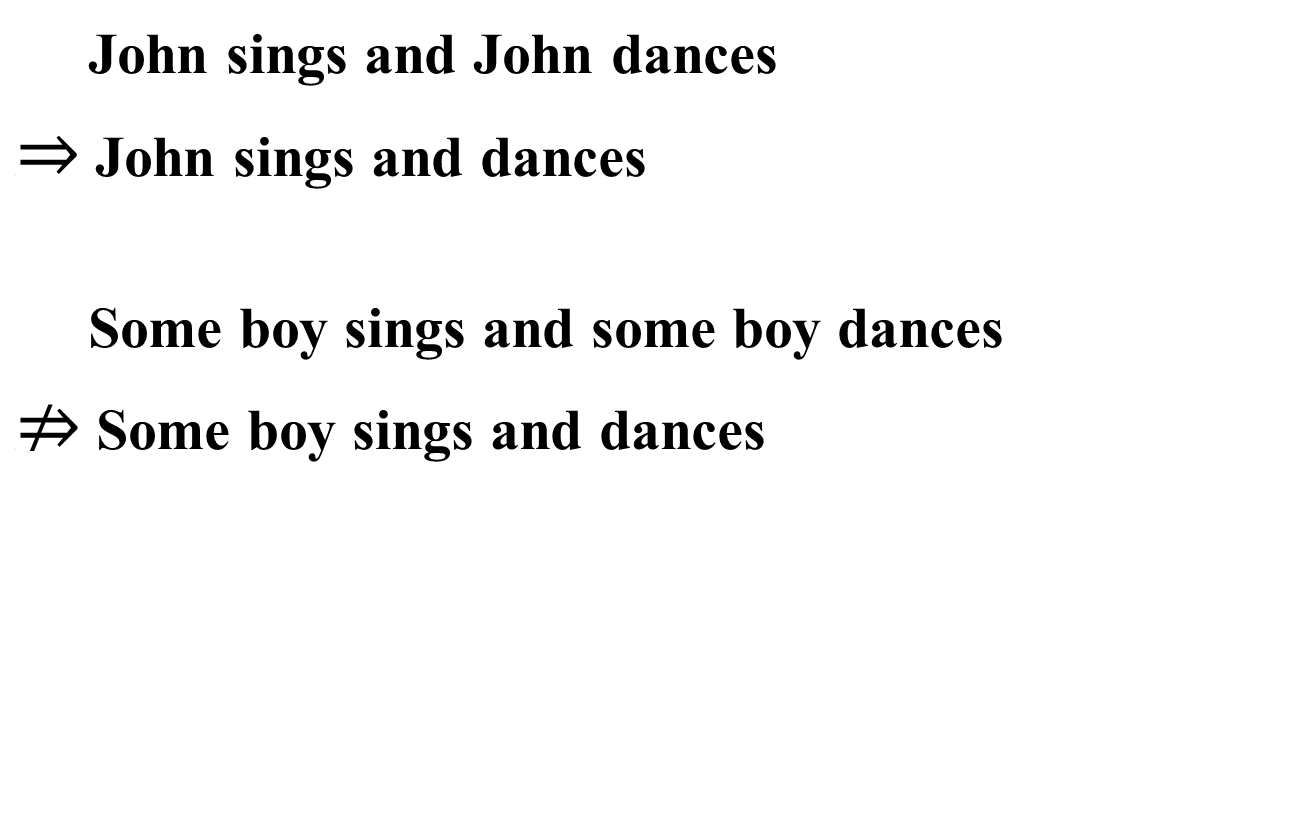 John sings and John dances
⇒ John sings and dances
Some boy sings and some boy dances
⇏ Some boy sings and dances